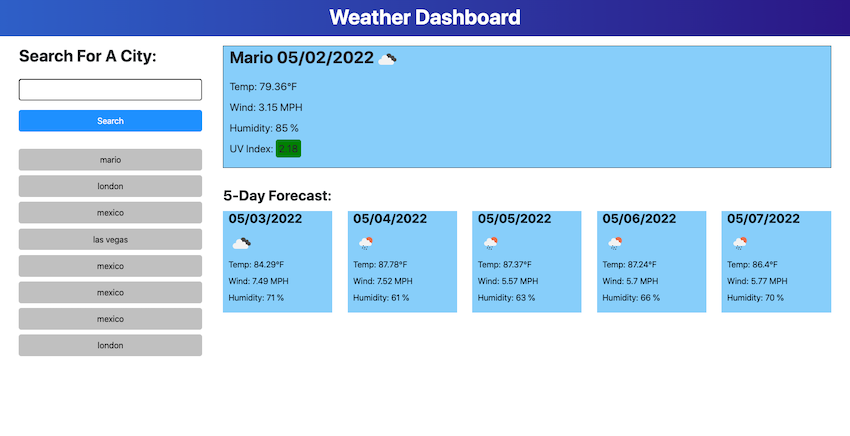 Weather Dashboard
Search For A City:
Search
mario
london
mexico
las vegas
mexico
mexico
mexico
london
Mario 05/02/2022
Temp: 79.36°F
Wind: 3.15 MPH
Humidity: 85 %
UV Index: 2.18
5-Day Forecast:
05/03/2022
Temp: 84.29°F
Wind: 7.49 MPH
Humidity: 71 %
05/04/2022
Temp: 87.78°F
Wind: 7.52 MPH
Humidity: 61 %
05/05/2022
Temp: 87.37°F
Wind: 5.57 MPH
Humidity: 63 %
05/06/2022
Temp: 87.24°F
Wind: 5.7 MPH
Humidity: 66 %
05/07/2022
Temp: 86.4°F
Wind: 5.77 MPH
Humidity: 70 %